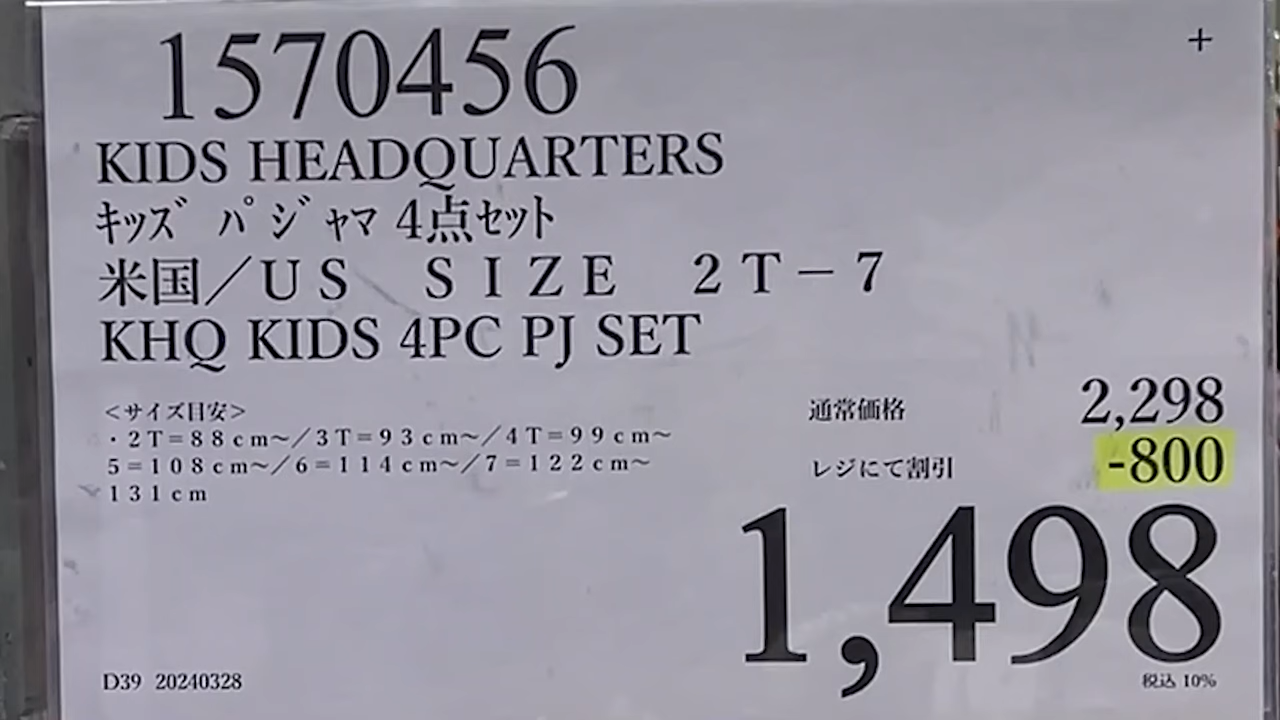 1570456
+
KIDS HEADQUARTERS
ｷｯｽﾞ ﾊﾟｼﾞｬﾏ 4点ｾｯﾄ
米国／ＵＳ　ＳＩＺＥ　２Ｔ－７
KHQ KIDS 4PC PJ SET
＜サイズ目安＞
・２Ｔ＝８８ｃｍ～／３Ｔ＝９３ｃｍ～／４Ｔ＝９９ｃｍ～
５＝１０８ｃｍ～／６＝１１４ｃｍ～／７＝１２２ｃｍ～
１３１ｃｍ
通常価格 2,298
レジにて割引 -800
1,498
税込 10%
D39 20240328